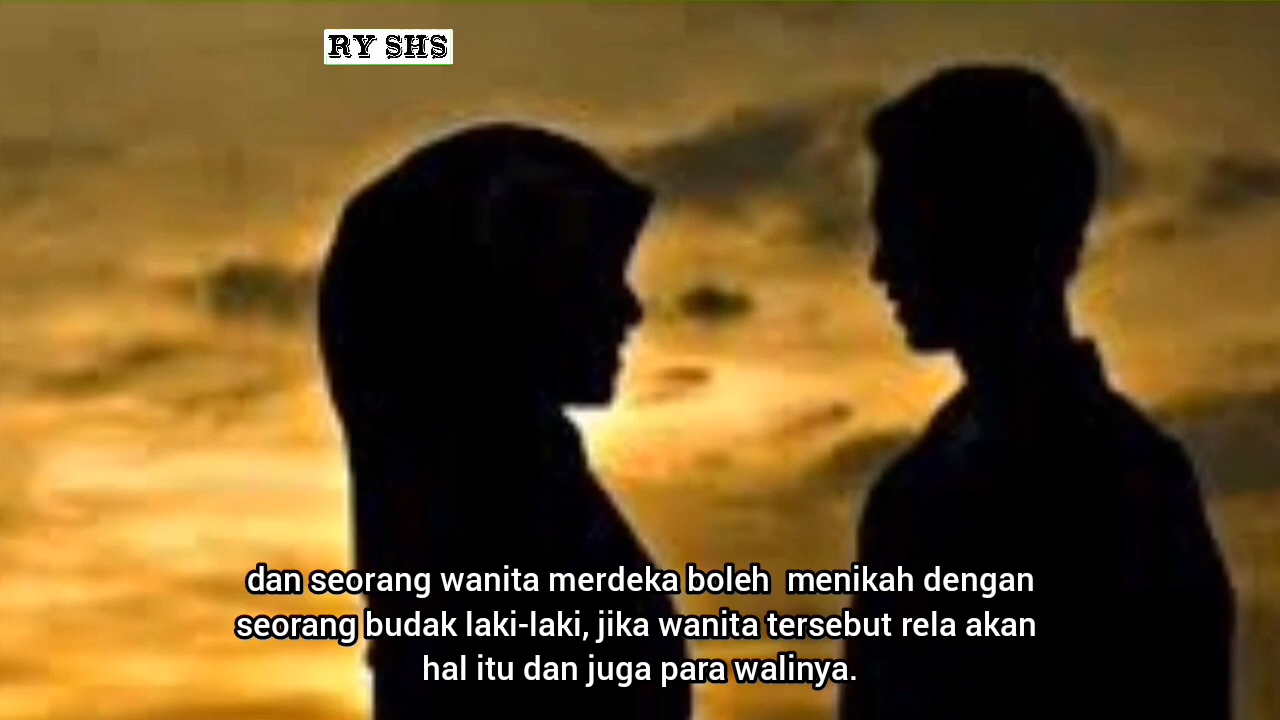 RY SHS
dan seorang wanita merdeka boleh  menikah dengan
seorang budak laki-laki, jika wanita tersebut rela akan
hal itu dan juga para walinya.